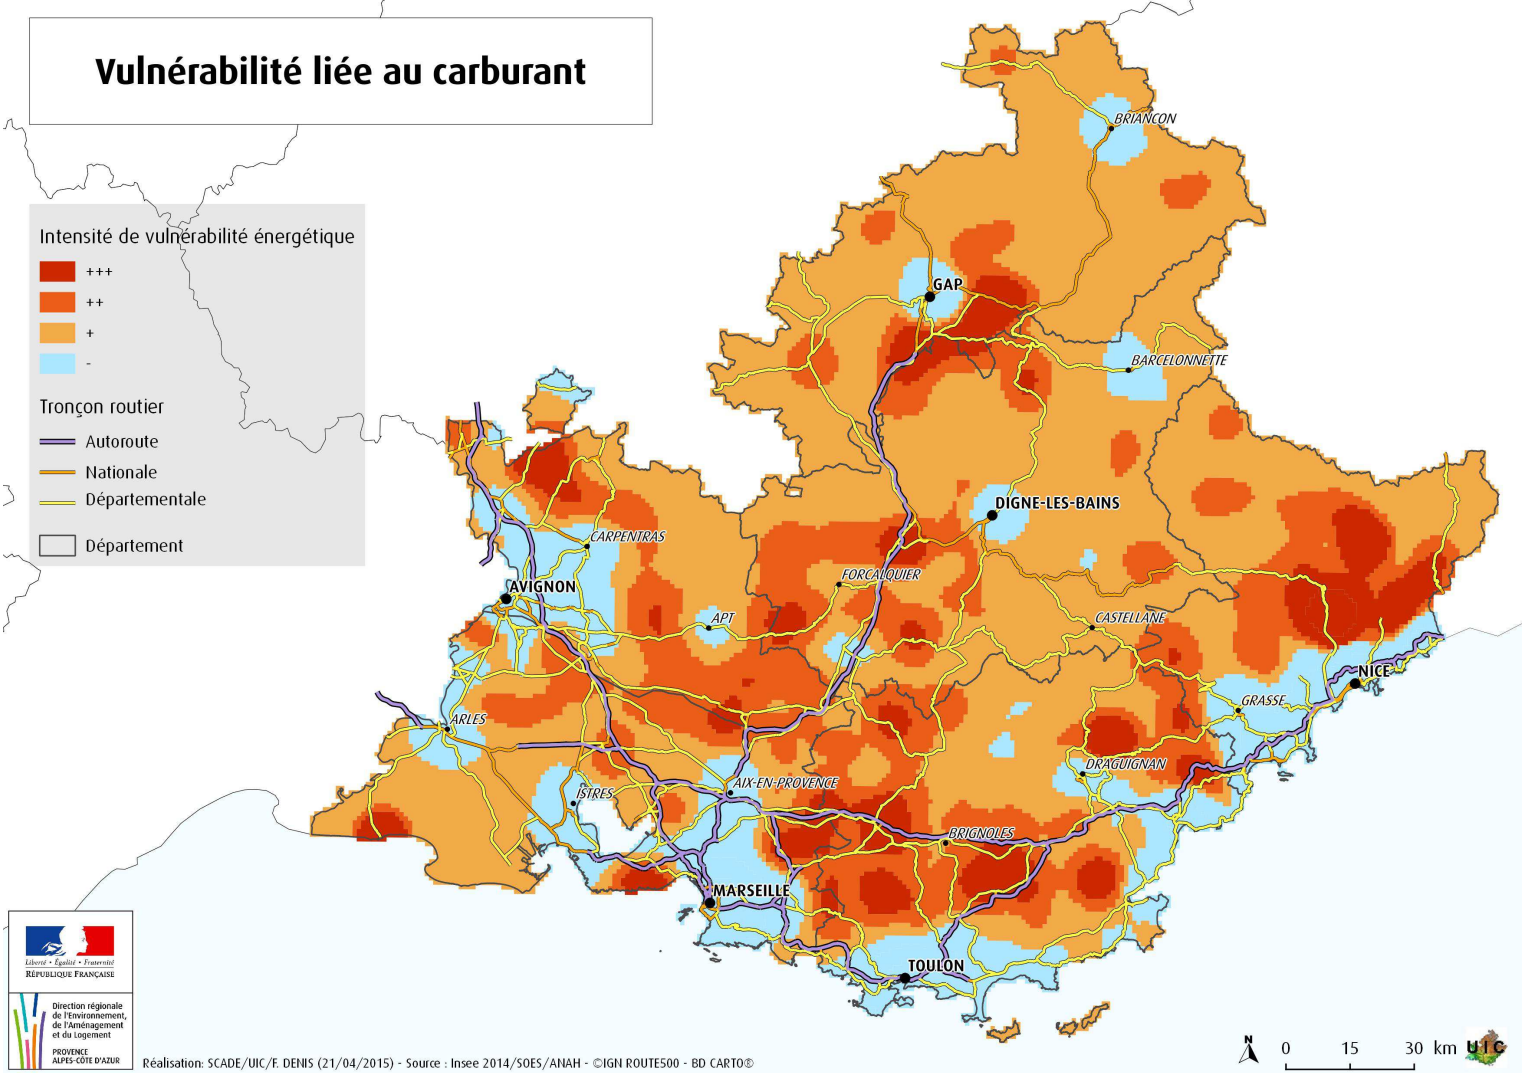 Vulnérabilité liée au carburant
Intensité de vulnérabilité énergétique
+++
++
+
-
Tronçon routier
Autoroute
Nationale
Départementale
Département
BRIANCON
GAP
BARCELONNETTE
DIGNE-LES-BAINS
CARPENTRAS
FORCALQUIER
AVIGNON
APT
CASTELLANE
NICE
GRASSE
ARLES
DRAGUIGNAN
AIX-EN-PROVENCE
ISTRES
BRIGNOLES
MARSEILLE
TOULON
Liberté • Égalité • Fraternité
RÉPUBLIQUE FRANÇAISE
Direction régionale
de l'Environnement,
de l'Aménagement
et du Logement
PROVENCE
ALPES-CÔTE D'AZUR
Réalisation: SCADE/UIC/F. DENIS (21/04/2015) - Source : Insee 2014/SOES/ANAH - ©IGN ROUTE500 - BD CARTO®
N
0 15 30 km
UIC